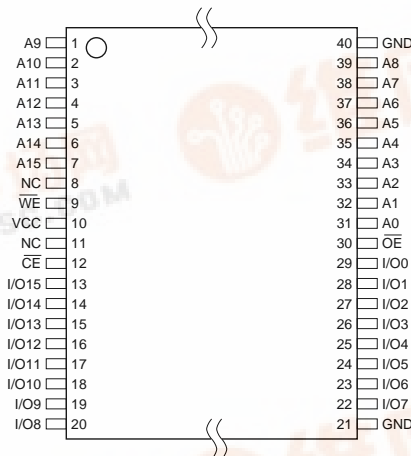 A9 1 40 GND
A10 2 39 A8
A11 3 38 A7
A12 4 37 A6
A13 5 36 A5
A14 6 35 A4
A15 7 34 A3
NC 8 33 A2
WE 9 32 A1
VCC 10 31 A0
NC 11 30 OE
CE 12 29 I/O0
I/O15 13 28 I/O1
I/O14 14 27 I/O2
I/O13 15 26 I/O3
I/O12 16 25 I/O4
I/O11 17 24 I/O5
I/O10 18 23 I/O6
I/O9 19 22 I/O7
I/O8 20 21 GND